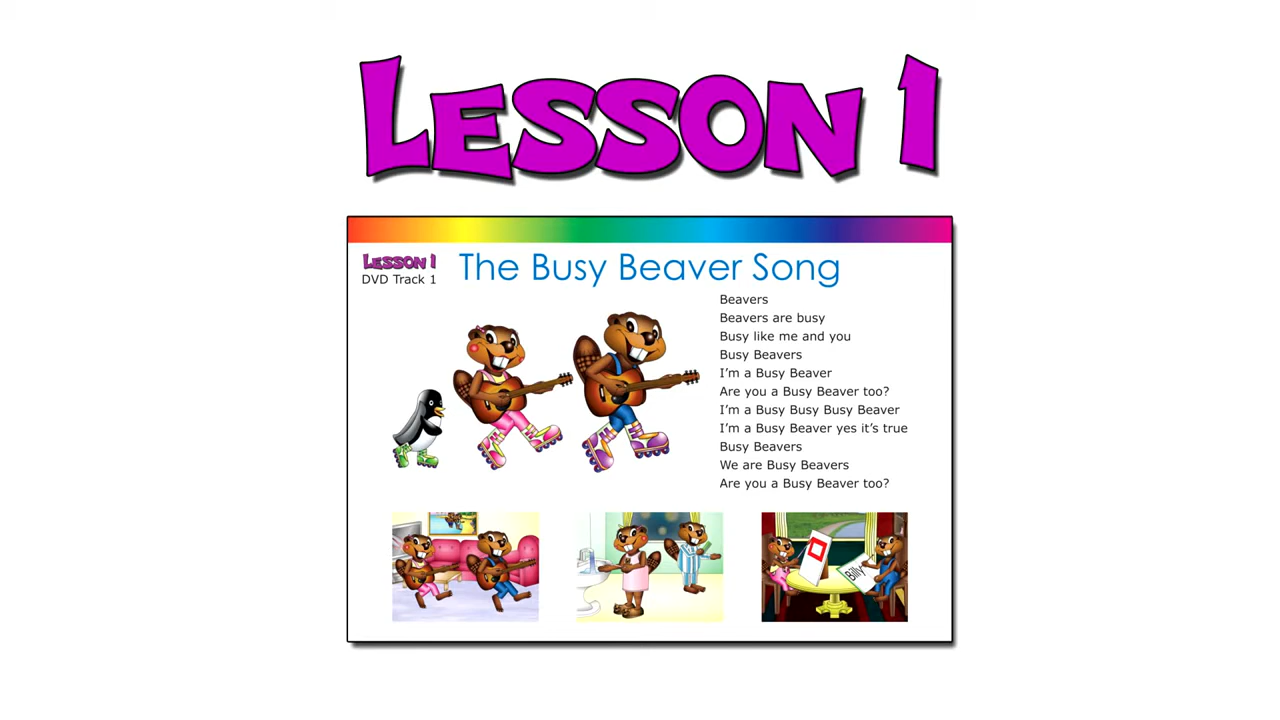 LESSON 1
LESSON 1
DVD Track 1
The Busy Beaver Song
Beavers
Beavers are busy
Busy like me and you
Busy Beavers
I'm a Busy Beaver
Are you a Busy Beaver too?
I'm a Busy Busy Busy Beaver
I'm a Busy Beaver yes it's true
Busy Beavers
We are Busy Beavers
Are you a Busy Beaver too?
Billy